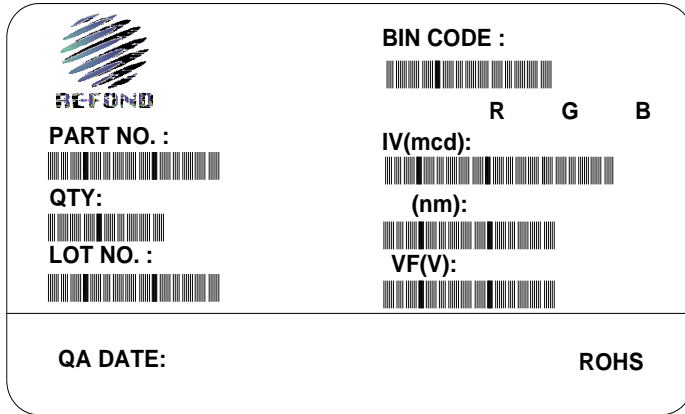 REFOND
BIN CODE :
R G B
PART NO. :
IV(mcd):
QTY:
(nm):
LOT NO. :
VF(V):
QA DATE:
ROHS